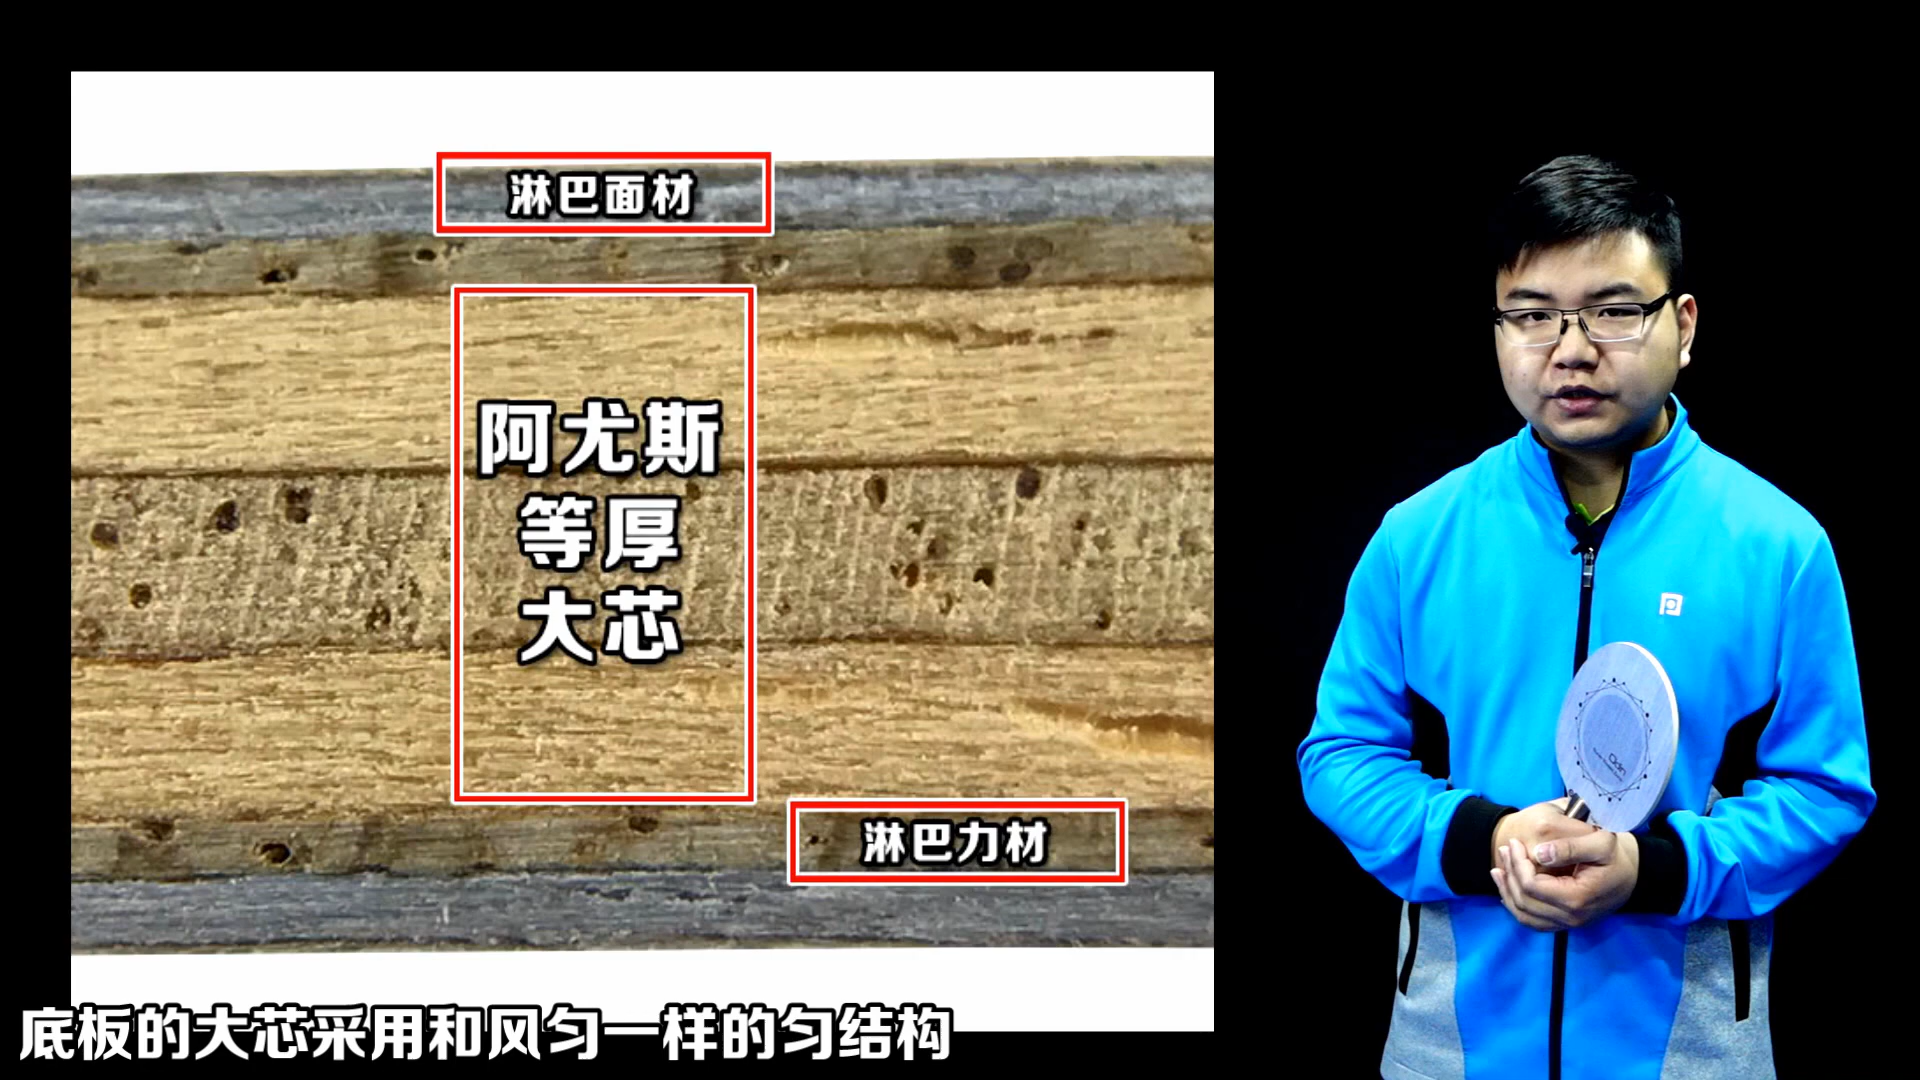 淋巴面材
阿尤斯
等厚
大芯
淋巴力材
底板的大芯采用和风匀一样的匀结构
Odin